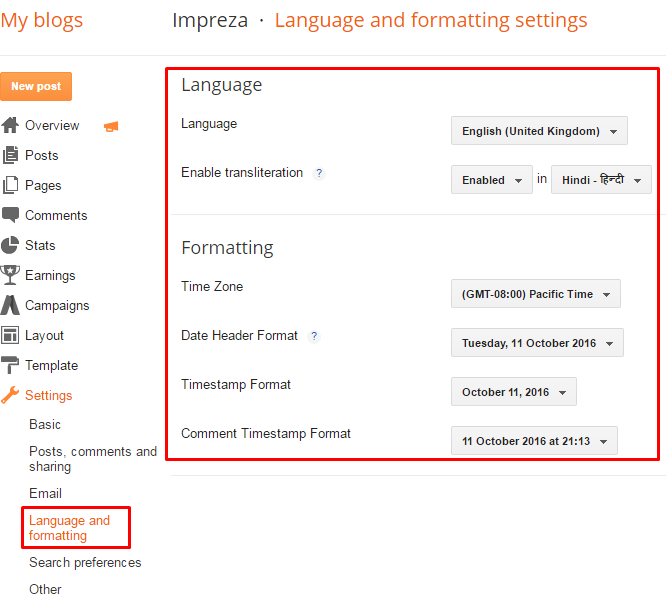 My blogs
Impreza · Language and formatting settings
New post
Overview
Posts
Pages
Comments
Stats
Earnings
Campaigns
Layout
Template
Settings
Basic
Posts, comments and
sharing
Email
Language and
formatting
Search preferences
Other
Language
Language
English (United Kingdom)
Enable transliteration ?
Enabled in Hindi - हिन्दी
Formatting
Time Zone
(GMT-08:00) Pacific Time
Date Header Format ?
Tuesday, 11 October 2016
Timestamp Format
October 11, 2016
Comment Timestamp Format
11 October 2016 at 21:13